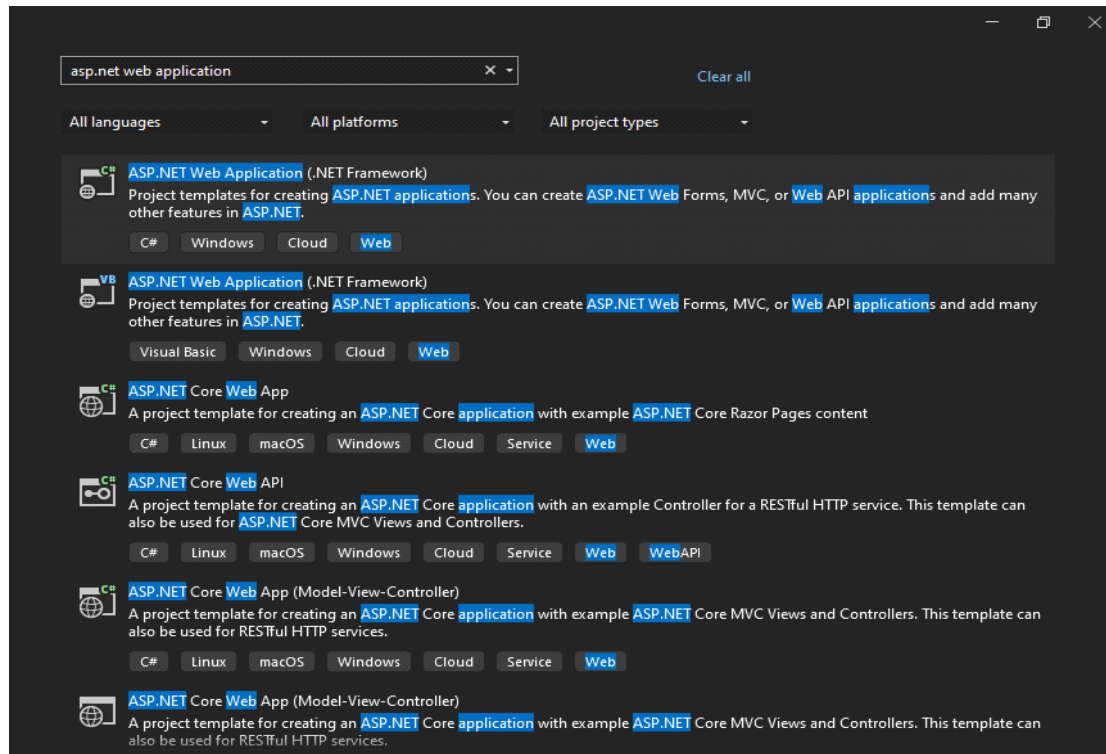 asp.net web application
Clear all
All languages All platforms All project types
C#
ASP.NET Web Application (.NET Framework)
Project templates for creating ASP.NET applications. You can create ASP.NET Web Forms, MVC, or Web API applications and add many
other features in ASP.NET.
C# Windows Cloud Web
VB
ASP.NET Web Application (.NET Framework)
Project templates for creating ASP.NET applications. You can create ASP.NET Web Forms, MVC, or Web API applications and add many
other features in ASP.NET.
Visual Basic Windows Cloud Web
C#
ASP.NET Core Web App
A project template for creating an ASP.NET Core application with example ASP.NET Core Razor Pages content
C# Linux macOS Windows Cloud Service Web
C#
ASP.NET Core Web API
A project template for creating an ASP.NET Core application with an example Controller for a RESTful HTTP service. This template can
also be used for ASP.NET Core MVC Views and Controllers.
C# Linux macOS Windows Cloud Service Web WebAPI
C#
ASP.NET Core Web App (Model-View-Controller)
A project template for creating an ASP.NET Core application with example ASP.NET Core MVC Views and Controllers. This template can
also be used for RESTful HTTP services.
C# Linux macOS Windows Cloud Service Web
ASP.NET Core Web App (Model-View-Controller)
A project template for creating an ASP.NET Core application with example ASP.NET Core MVC Views and Controllers. This template can
also be used for RESTful HTTP services.